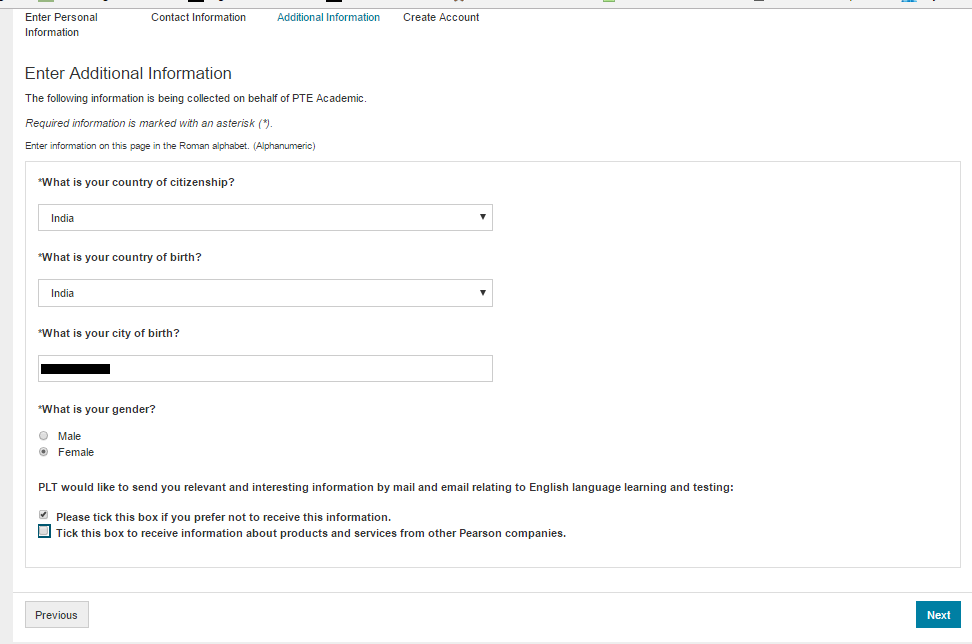 Enter Personal Information
Contact Information
Additional Information
Create Account
Enter Additional Information
The following information is being collected on behalf of PTE Academic.
Required information is marked with an asterisk (*).
Enter information on this page in the Roman alphabet. (Alphanumeric)
*What is your country of citizenship?
India
*What is your country of birth?
India
*What is your city of birth?
*What is your gender?
Male
Female
PLT would like to send you relevant and interesting information by mail and email relating to English language learning and testing:
Please tick this box if you prefer not to receive this information.
Tick this box to receive information about products and services from other Pearson companies.
Previous
Next